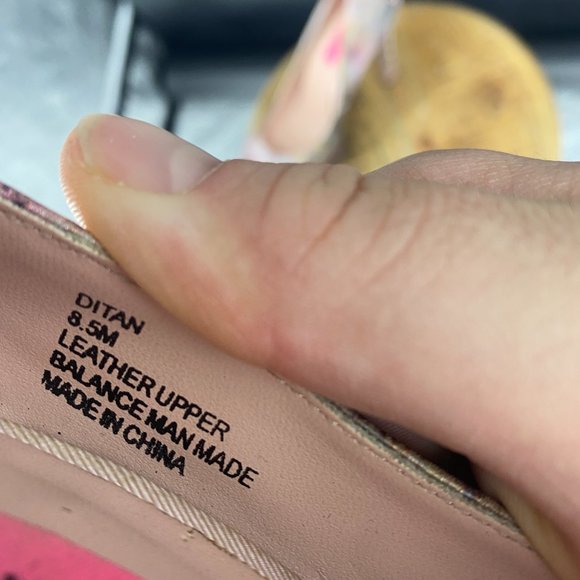 DITAN
8.5M
LEATHER UPPER
BALANCE MAN MADE
MADE IN CHINA